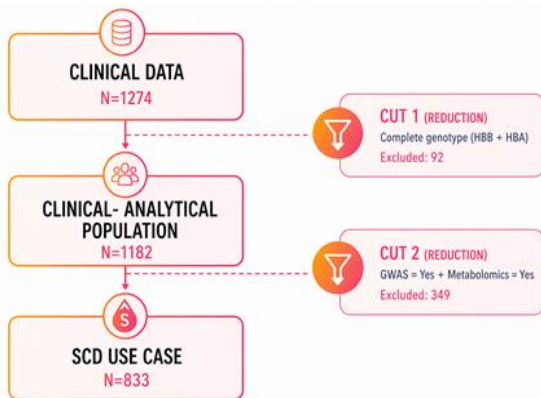 CLINICAL DATA
N=1274
CUT 1 (REDUCTION)
Complete genotype (HBB + HBA)
Excluded: 92
CLINICAL- ANALYTICAL
POPULATION
N=1182
CUT 2 (REDUCTION)
GWAS = Yes + Metabolomics = Yes
Excluded: 349
S
SCD USE CASE
N=833